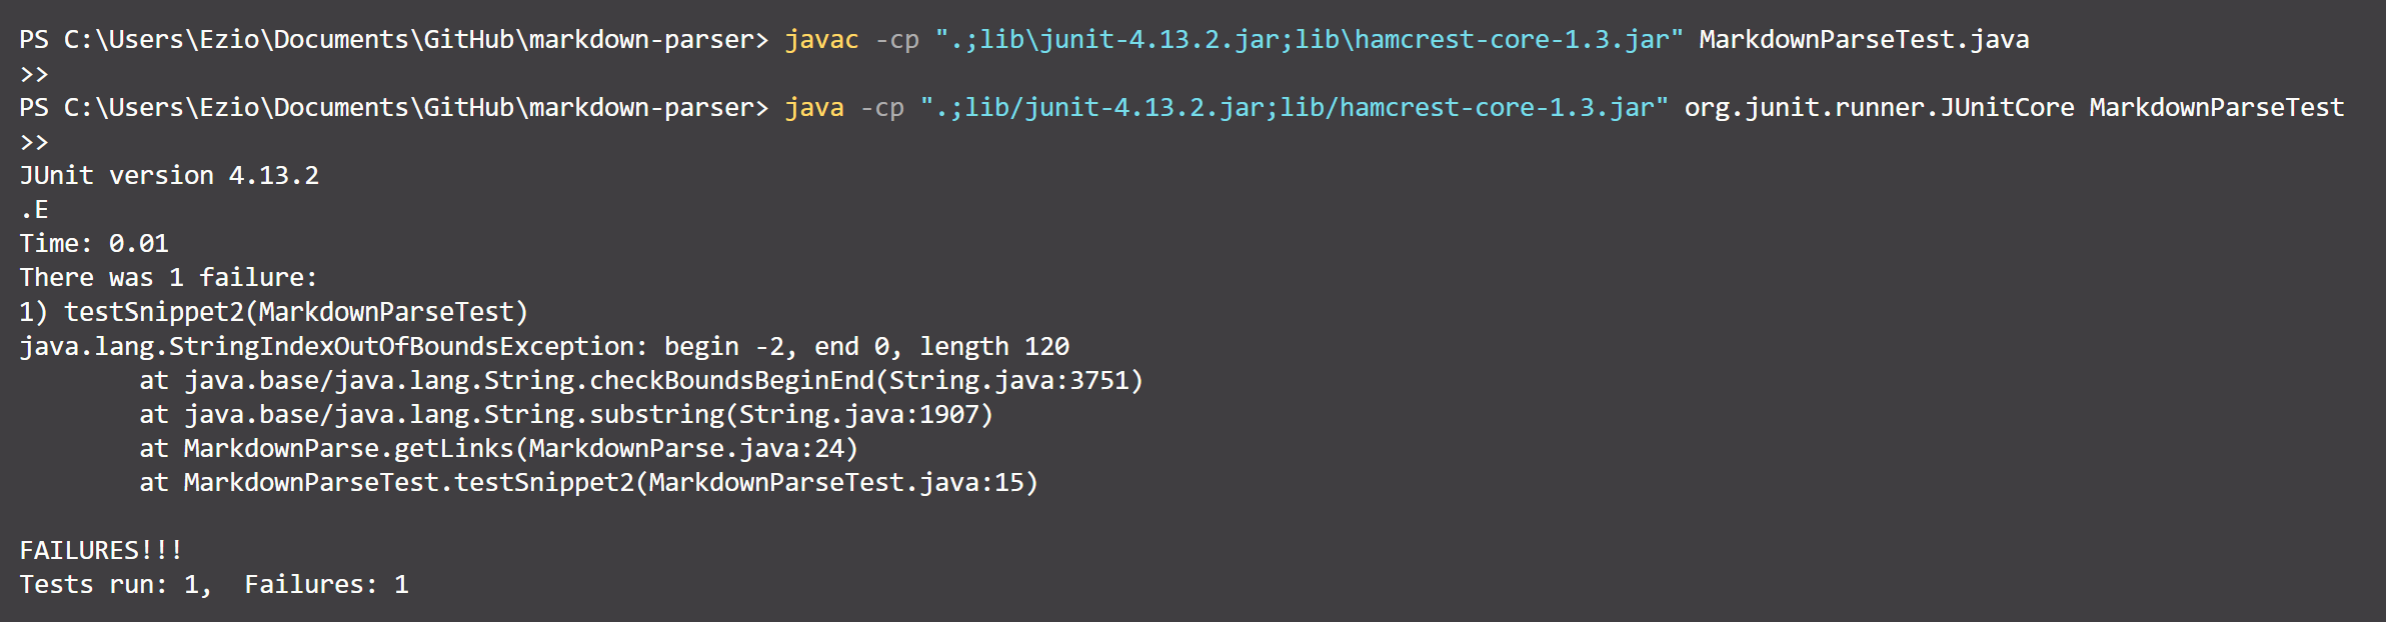 PS C:\Users\Ezio\Documents\GitHub\markdown-parser> javac -cp ".;lib\junit-4.13.2.jar;lib\hamcrest-core-1.3.jar" MarkdownParseTest.java
>>
PS C:\Users\Ezio\Documents\GitHub\markdown-parser> java -cp ".;lib/junit-4.13.2.jar;lib/hamcrest-core-1.3.jar" org.junit.runner.JUnitCore MarkdownParseTest
>>
JUnit version 4.13.2
.E
Time: 0.01
There was 1 failure:
1) testSnippet2(MarkdownParseTest)
java.lang.StringIndexOutOfBoundsException: begin -2, end 0, length 120
        at java.base/java.lang.String.checkBoundsBeginEnd(String.java:3751)
        at java.base/java.lang.String.substring(String.java:1907)
        at MarkdownParse.getLinks(MarkdownParse.java:24)
        at MarkdownParseTest.testSnippet2(MarkdownParseTest.java:15)
FAILURES!!!
Tests run: 1,  Failures: 1